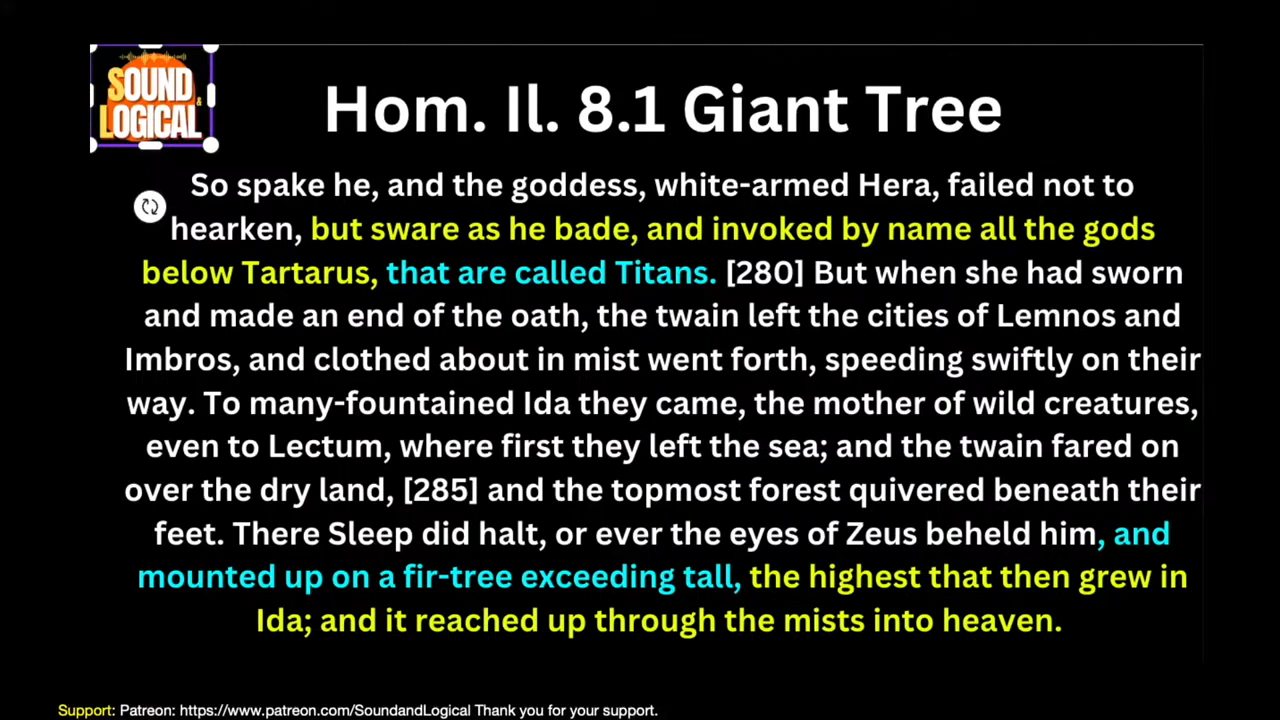 SOUND
&
LOGICAL
Hom. Il. 8.1 Giant Tree
So spake he, and the goddess, white-armed Hera, failed not to
hearken, but sware as he bade, and invoked by name all the gods
below Tartarus, that are called Titans. [280] But when she had sworn
and made an end of the oath, the twain left the cities of Lemnos and
Imbros, and clothed about in mist went forth, speeding swiftly on their
way. To many-fountained Ida they came, the mother of wild creatures,
even to Lectum, where first they left the sea; and the twain fared on
over the dry land, [285] and the topmost forest quivered beneath their
feet. There Sleep did halt, or ever the eyes of Zeus beheld him, and
mounted up on a fir-tree exceeding tall, the highest that then grew in
Ida; and it reached up through the mists into heaven.
Support: Patreon: https://www.patreon.com/SoundandLogical Thank you for your support.